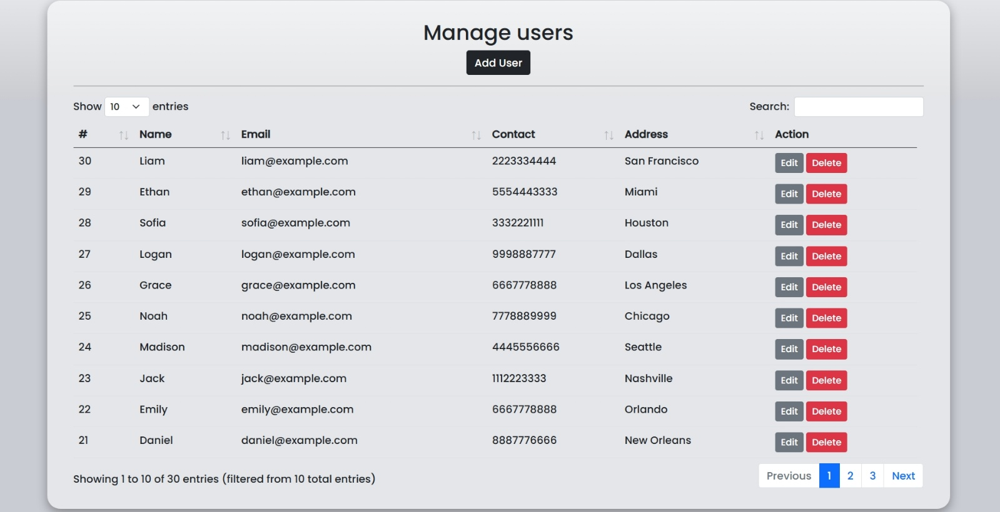 Manage users
Add User
Show 10 entries Search:
# Name Email Contact Address Action
30 Liam liam@example.com 2223334444 San Francisco Edit Delete
29 Ethan ethan@example.com 5554443333 Miami Edit Delete
28 Sofia sofia@example.com 3332221111 Houston Edit Delete
27 Logan logan@example.com 9998887777 Dallas Edit Delete
26 Grace grace@example.com 6667778888 Los Angeles Edit Delete
25 Noah noah@example.com 7778889999 Chicago Edit Delete
24 Madison madison@example.com 4445556666 Seattle Edit Delete
23 Jack jack@example.com 1112223333 Nashville Edit Delete
22 Emily emily@example.com 6667778888 Orlando Edit Delete
21 Daniel daniel@example.com 8887776666 New Orleans Edit Delete
Showing 1 to 10 of 30 entries (filtered from 10 total entries) Previous 1 2 3 Next